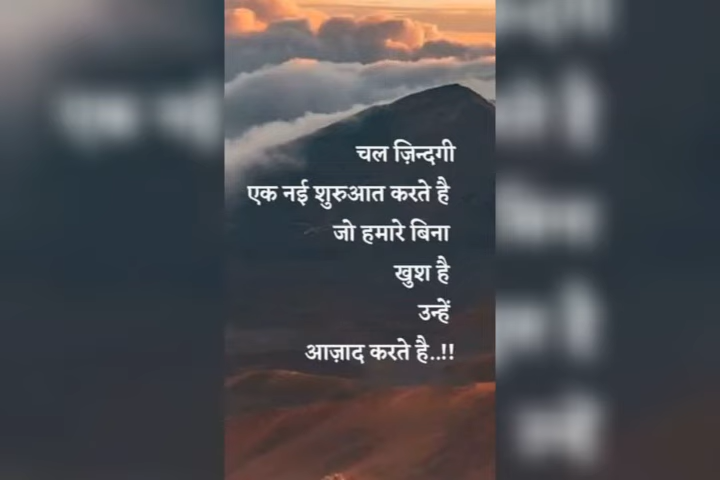 चल ज़िन्दगी
एक नई शुरुआत करते है
जो हमारे बिना
खुश है
उन्हें
आज़ाद करते है..!!